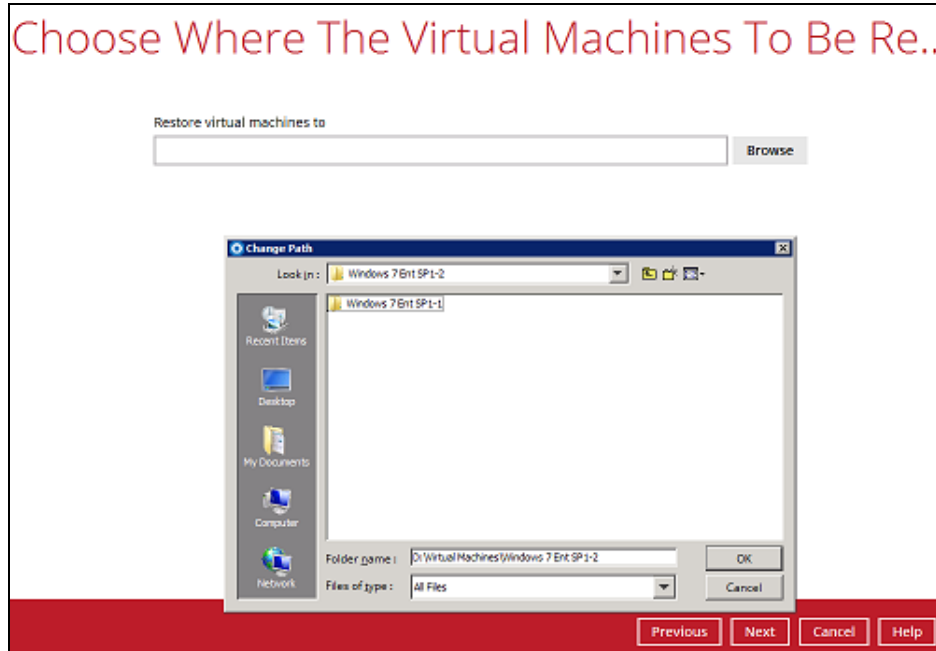 Choose Where The Virtual Machines To Be Re..
Restore virtual machines to
Browse
Change Path
Look in :
Windows 7 Ent SP1-2
Windows 7 Ent SP1-1
Recent Items
Desktop
My Documents
Computer
Network
Folder name :
D:\Virtual Machines\Windows 7 Ent SP1-2
OK
Files of type :
All Files
Cancel
Previous
Next
Cancel
Help